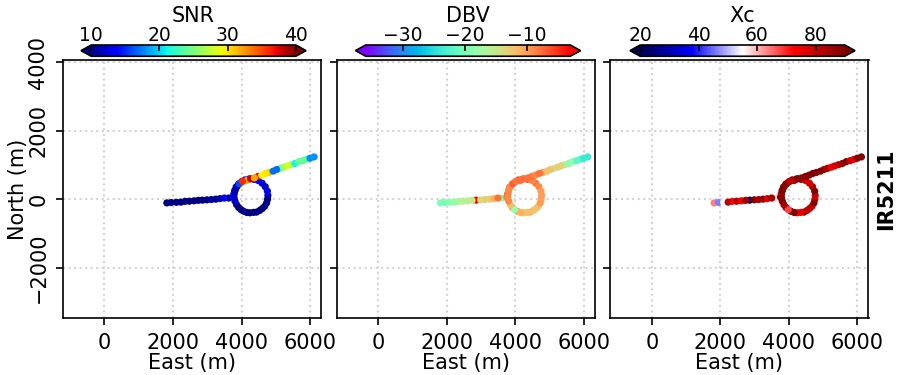 SNR DBV Xc
10 20 30 40 −30 −20 −10 20 40 60 80
4000
2000
0
−2000
North (m)
IR5211
0 2000 4000 6000 0 2000 4000 6000 0 2000 4000 6000
East (m) East (m) East (m)